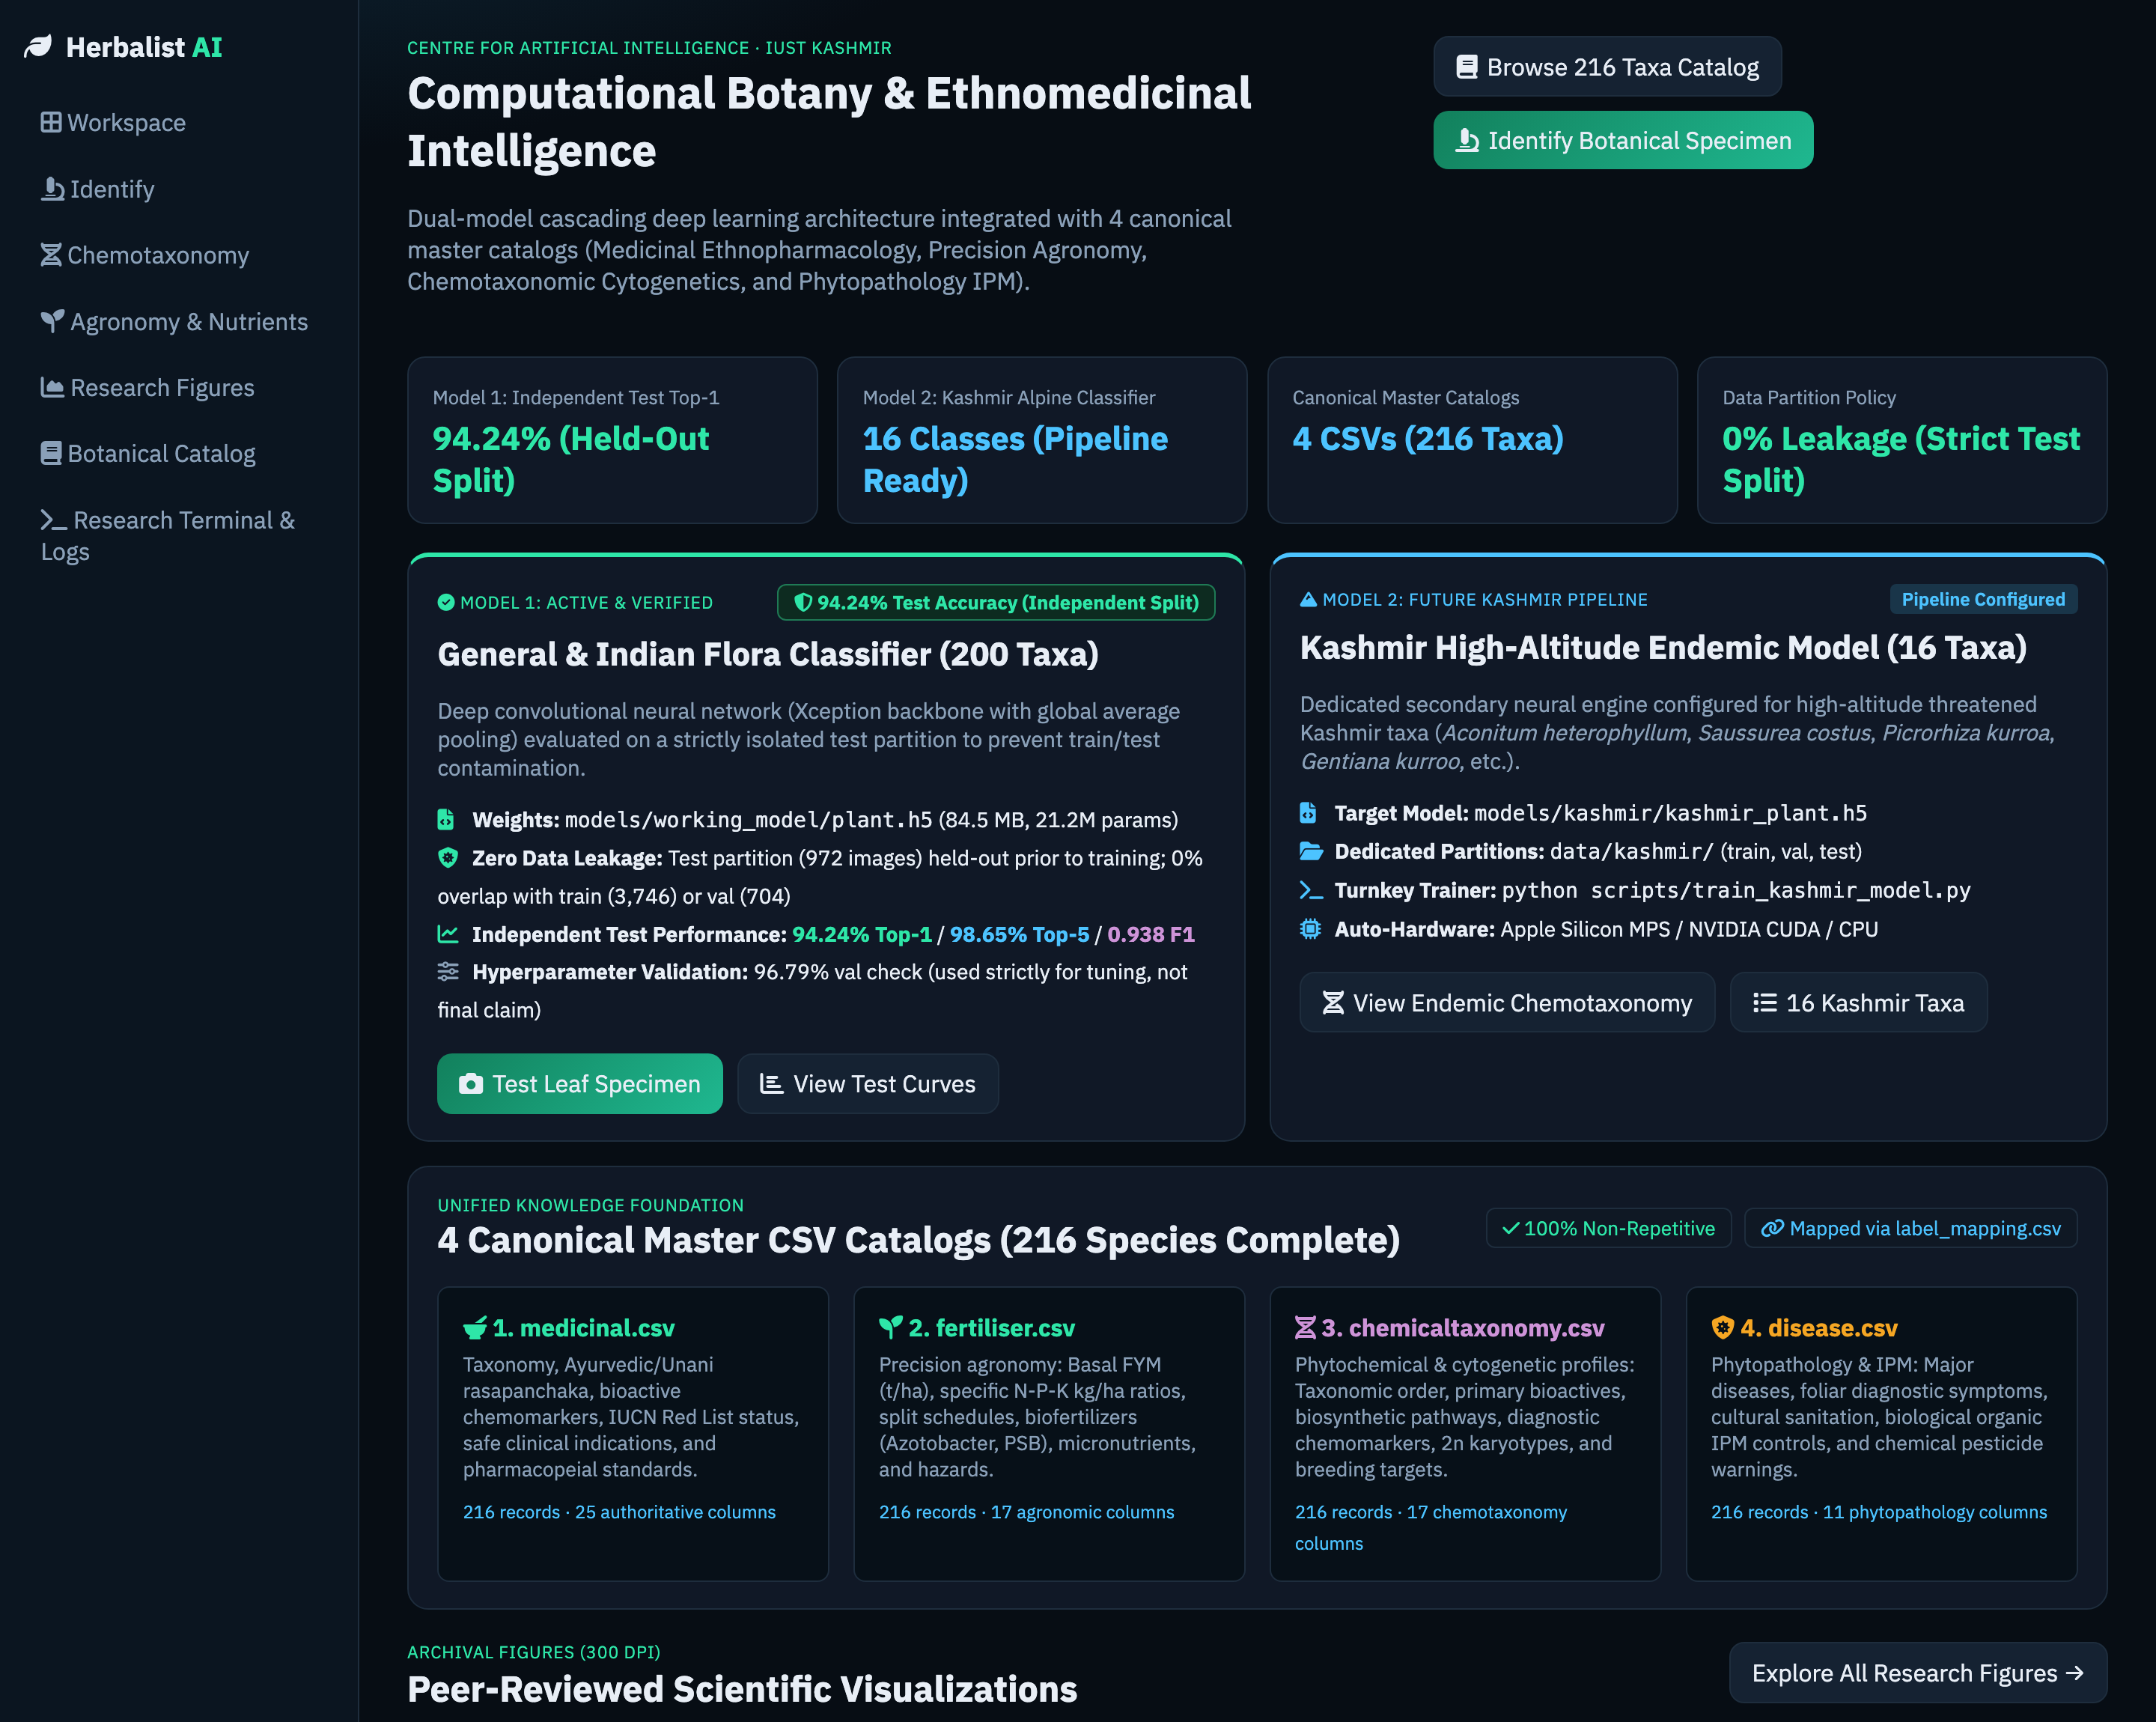 Herbalist AI
Workspace
Identify
Chemotaxonomy
Agronomy & Nutrients
Research Figures
Botanical Catalog
Research Terminal &
Logs
CENTRE FOR ARTIFICIAL INTELLIGENCE · IUST KASHMIR
Computational Botany & Ethnomedicinal
Intelligence
Dual-model cascading deep learning architecture integrated with 4 canonical
master catalogs (Medicinal Ethnopharmacology, Precision Agronomy,
Chemotaxonomic Cytogenetics, and Phytopathology IPM).
Browse 216 Taxa Catalog
Identify Botanical Specimen
Model 1: Independent Test Top-1
94.24% (Held-Out
Split)
Model 2: Kashmir Alpine Classifier
16 Classes (Pipeline
Ready)
Canonical Master Catalogs
4 CSVs (216 Taxa)
Data Partition Policy
0% Leakage (Strict Test
Split)
MODEL 1: ACTIVE & VERIFIED
94.24% Test Accuracy (Independent Split)
General & Indian Flora Classifier (200 Taxa)
Deep convolutional neural network (Xception backbone with global average
pooling) evaluated on a strictly isolated test partition to prevent train/test
contamination.
Weights: models/working_model/plant.h5 (84.5 MB, 21.2M params)
Zero Data Leakage: Test partition (972 images) held-out prior to training; 0%
overlap with train (3,746) or val (704)
Independent Test Performance: 94.24% Top-1 / 98.65% Top-5 / 0.938 F1
Hyperparameter Validation: 96.79% val check (used strictly for tuning, not
final claim)
Test Leaf Specimen
View Test Curves
MODEL 2: FUTURE KASHMIR PIPELINE
Pipeline Configured
Kashmir High-Altitude Endemic Model (16 Taxa)
Dedicated secondary neural engine configured for high-altitude threatened
Kashmir taxa (Aconitum heterophyllum, Saussurea costus, Picrorhiza kurroa,
Gentiana kurroo, etc.).
Target Model: models/kashmir/kashmir_plant.h5
Dedicated Partitions: data/kashmir/ (train, val, test)
Turnkey Trainer: python scripts/train_kashmir_model.py
Auto-Hardware: Apple Silicon MPS / NVIDIA CUDA / CPU
View Endemic Chemotaxonomy
16 Kashmir Taxa
UNIFIED KNOWLEDGE FOUNDATION
4 Canonical Master CSV Catalogs (216 Species Complete)
100% Non-Repetitive
Mapped via label_mapping.csv
1. medicinal.csv
Taxonomy, Ayurvedic/Unani
rasapanchaka, bioactive
chemomarkers, IUCN Red List status,
safe clinical indications, and
pharmacopeial standards.
216 records · 25 authoritative columns
2. fertiliser.csv
Precision agronomy: Basal FYM
(t/ha), specific N-P-K kg/ha ratios,
split schedules, biofertilizers
(Azotobacter, PSB), micronutrients,
and hazards.
216 records · 17 agronomic columns
3. chemicaltaxonomy.csv
Phytochemical & cytogenetic profiles:
Taxonomic order, primary bioactives,
biosynthetic pathways, diagnostic
chemomarkers, 2n karyotypes, and
breeding targets.
216 records · 17 chemotaxonomy
columns
4. disease.csv
Phytopathology & IPM: Major
diseases, foliar diagnostic symptoms,
cultural sanitation, biological organic
IPM controls, and chemical pesticide
warnings.
216 records · 11 phytopathology columns
ARCHIVAL FIGURES (300 DPI)
Peer-Reviewed Scientific Visualizations
Explore All Research Figures →